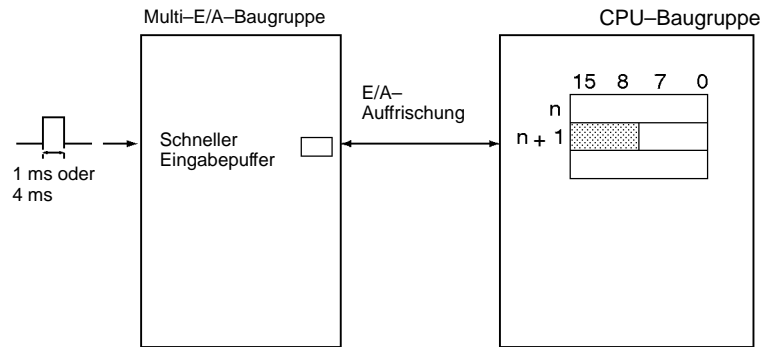 Multi–E/A–Baugruppe
CPU–Baugruppe
15 8 7 0
n
n + 1
E/A–
Auffrischung
Schneller
Eingabepuffer
1 ms oder
4 ms